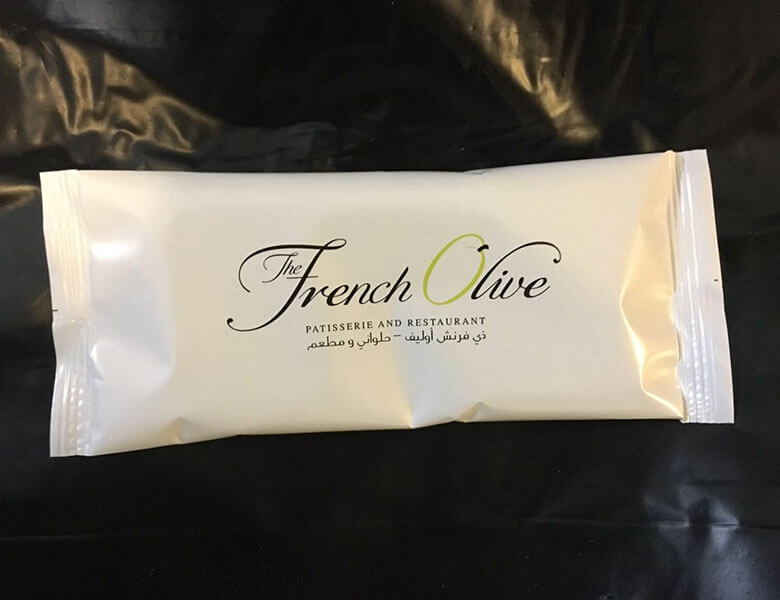 The French Olive
PATISSERIE AND RESTAURANT
ذي فرنش أوليف – حلواني و مطعم